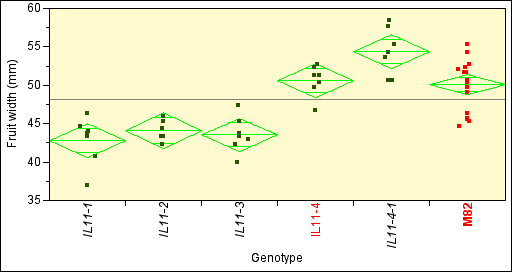 Fruit width (mm)
60
55
50
45
40
35
IL11-1
IL11-2
IL11-3
IL11-4
IL11-4-1
M82
Genotype